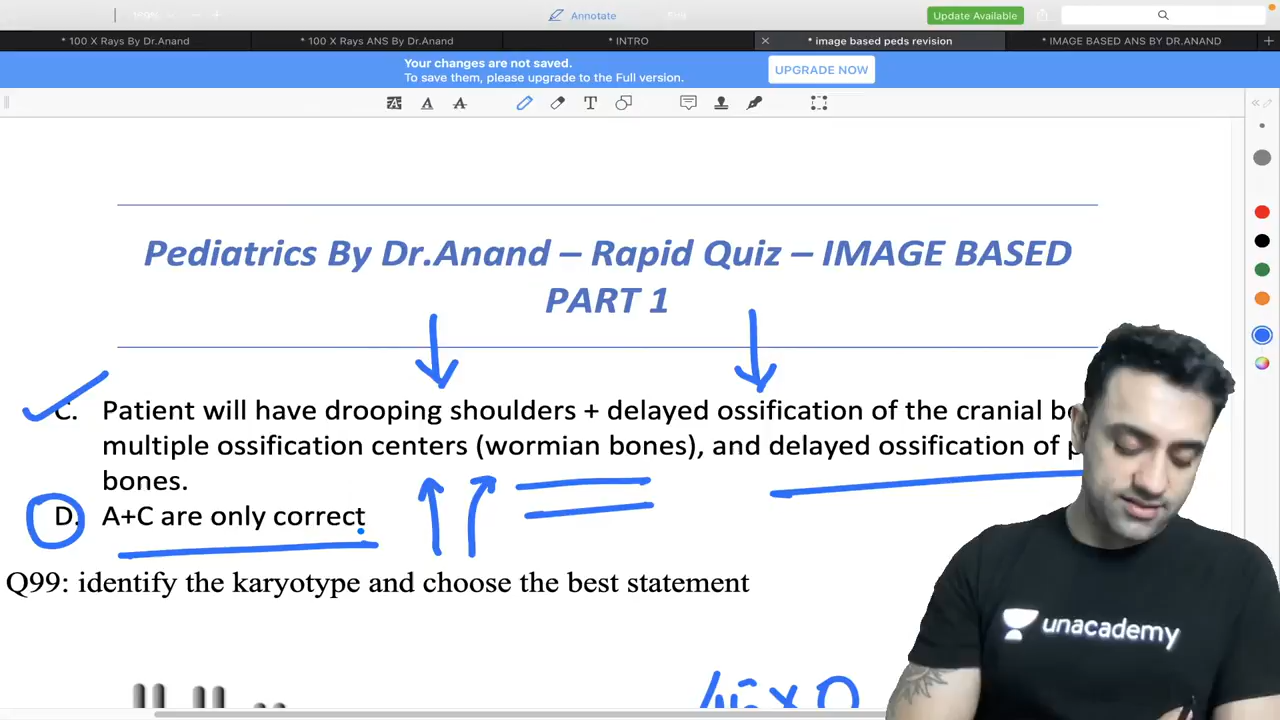 Annotate
Update Available
* 100 X Rays By Dr.Anand
* 100 X Rays ANS By Dr.Anand
* INTRO
* image based peds revision
* IMAGE BASED ANS BY DR.ANAND
Your changes are not saved.
To save them, please upgrade to the Full version.
UPGRADE NOW
Pediatrics By Dr.Anand – Rapid Quiz – IMAGE BASED
PART 1
C. Patient will have drooping shoulders + delayed ossification of the cranial
multiple ossification centers (wormian bones), and delayed ossification of
bones.
D. A+C are only correct
Q99: identify the karyotype and choose the best statement
45 X O
unacademy